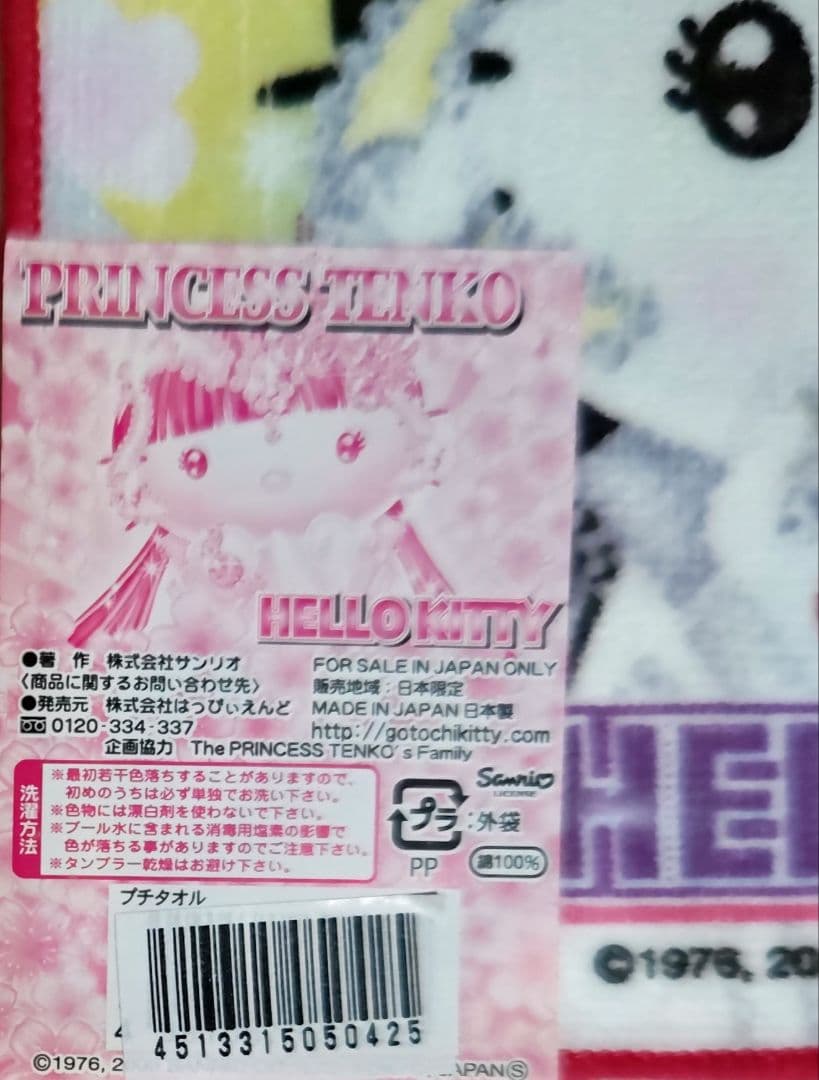 PRINCESS TENKO
HELLO KITTY
●著 作 株式会社サンリオ
〈商品に関するお問い合わせ先〉
●発売元 株式会社はっぴぃえんど
0120-334-337
企画協力 The PRINCESS TENKO's Family
FOR SALE IN JAPAN ONLY
販売地域:日本限定
MADE IN JAPAN 日本製
http://gotochikitty.com
洗濯方法
※最初若干色落ちすることがありますので、
初めのうちは必ず単独でお洗い下さい。
※色物には漂白剤を使わないで下さい。
※プール水に含まれる消毒用塩素の影響で
色が落ちる事がありますのでご注意下さい。
※タンブラー乾燥はお避け下さい。
Sanrio
LICENSE
プラ:外袋
PP
綿100%
プチタオル
4513315050425
©1976, 2
APANⓈ
HEL
©1976, 20